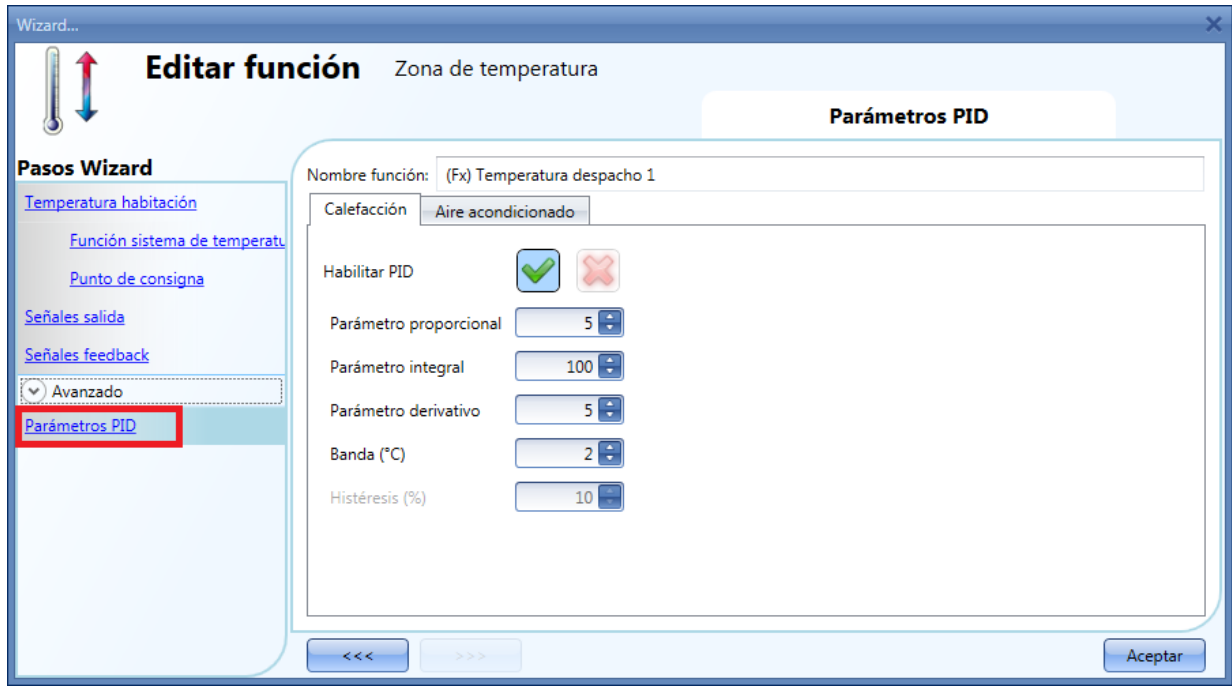 Wizard...
Editar función Zona de temperatura
Parámetros PID
Pasos Wizard
Temperatura habitación
Función sistema de temperatu
Punto de consigna
Señales salida
Señales feedback
Avanzado
Parámetros PID
Nombre función: (Fx) Temperatura despacho 1
Calefacción Aire acondicionado
Habilitar PID
Parámetro proporcional 5
Parámetro integral 100
Parámetro derivativo 5
Banda (°C) 2
Histéresis (%) 10
<<< >>> Aceptar